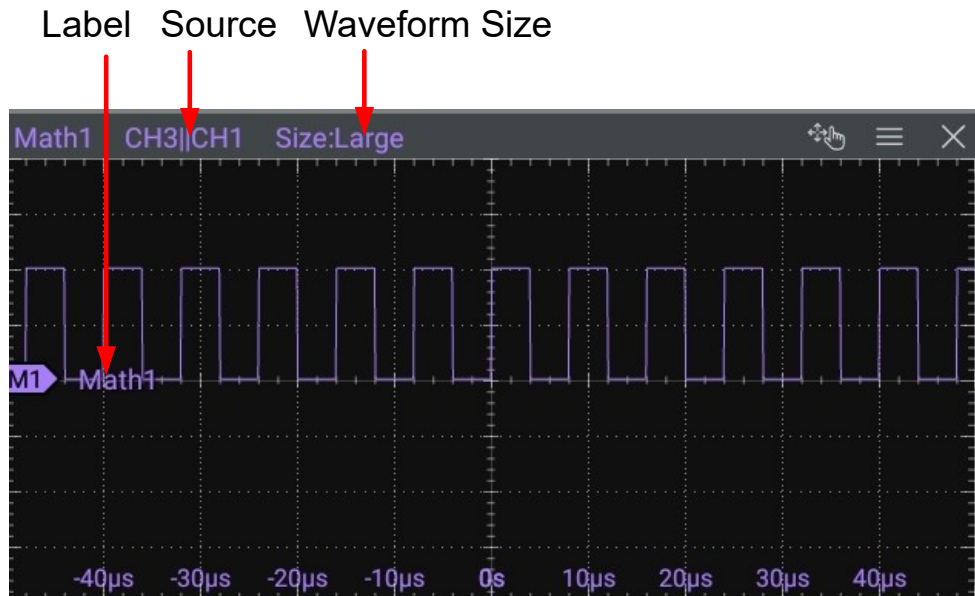 Label Source Waveform Size
Math1 CH3||CH1 Size:Large
M1 Math1
-40µs -30µs -20µs -10µs 0s 10µs 20µs 30µs 40µs